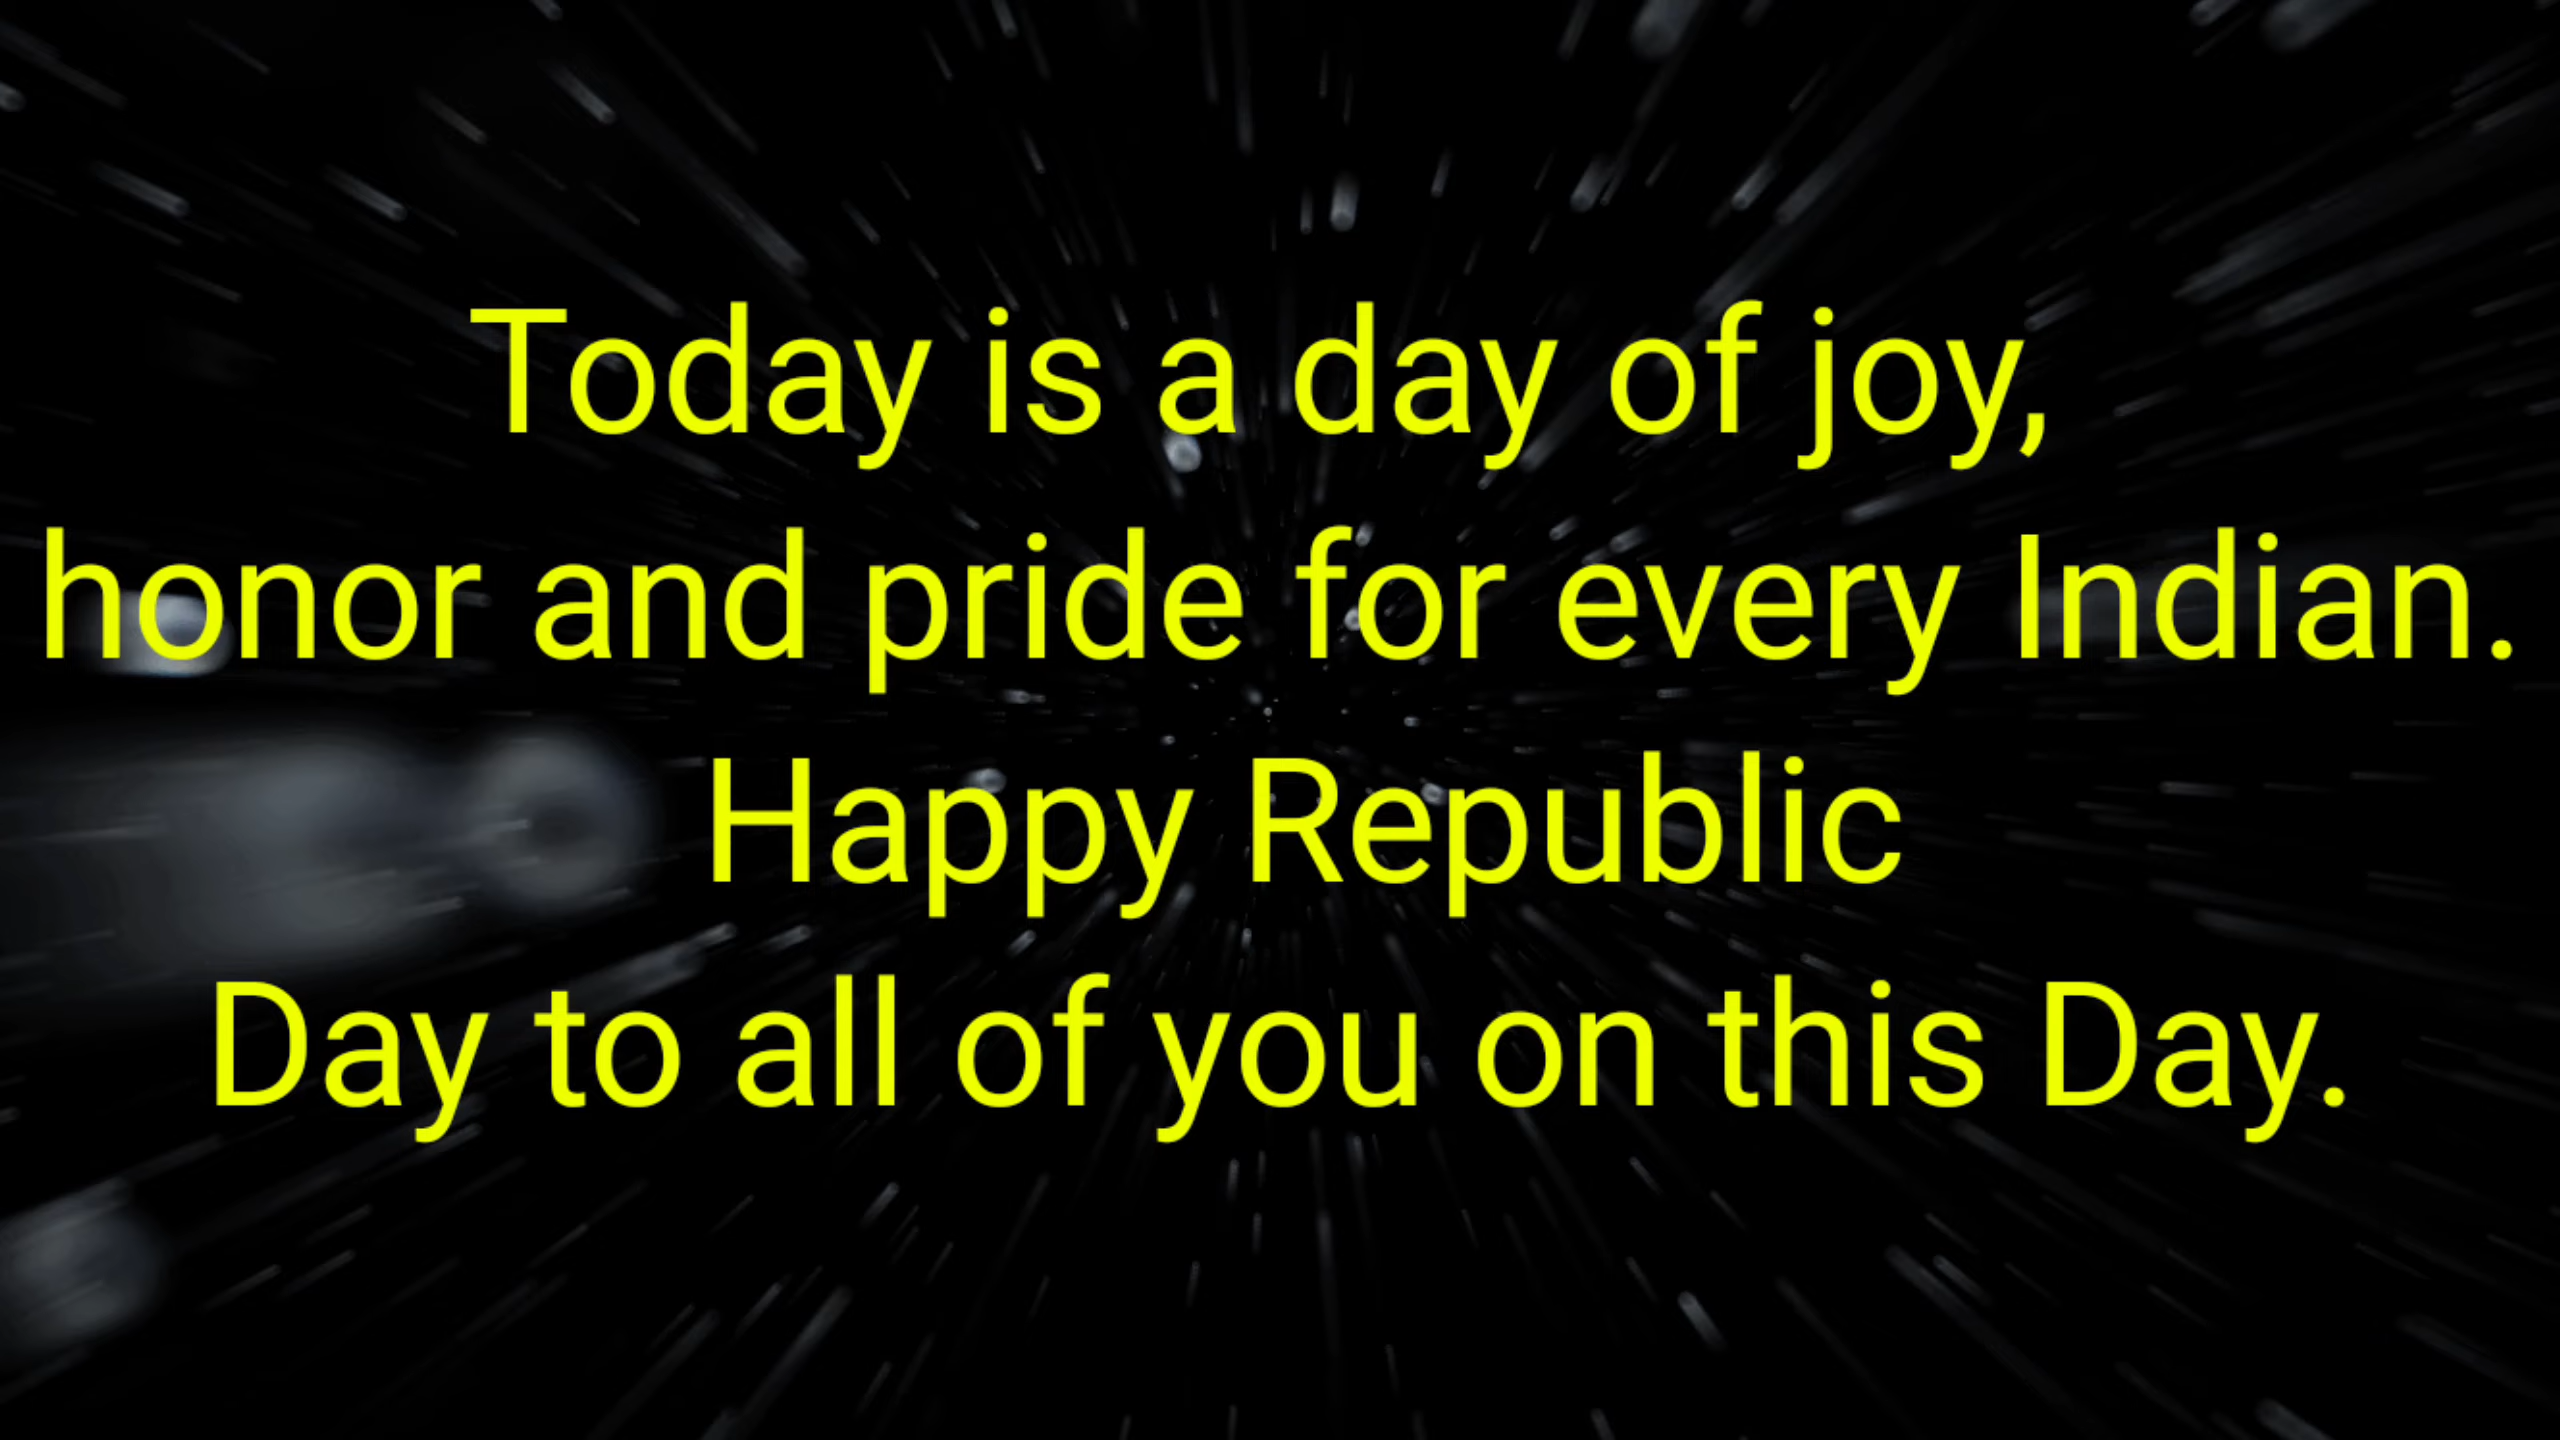 Today is a day of joy,
honor and pride for every Indian.
Happy Republic
Day to all of you on this Day.